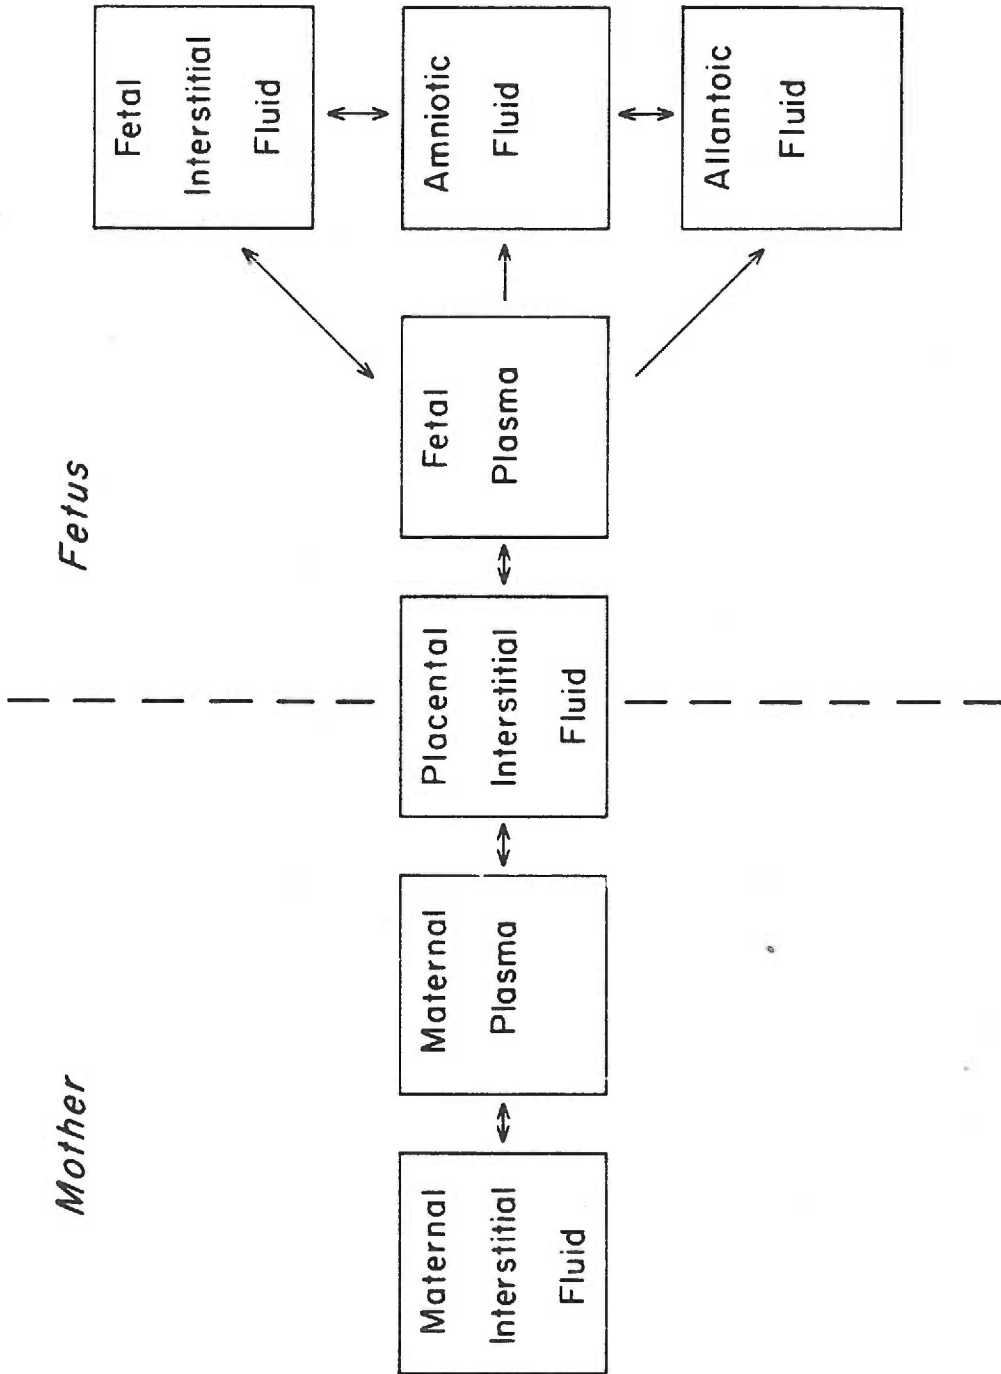 Mother
Fetus
Maternal
Interstitial
Fluid
Maternal
Plasma
Placental
Interstitial
Fluid
Fetal
Plasma
Fetal
Interstitial
Fluid
Amniotic
Fluid
Allantoic
Fluid